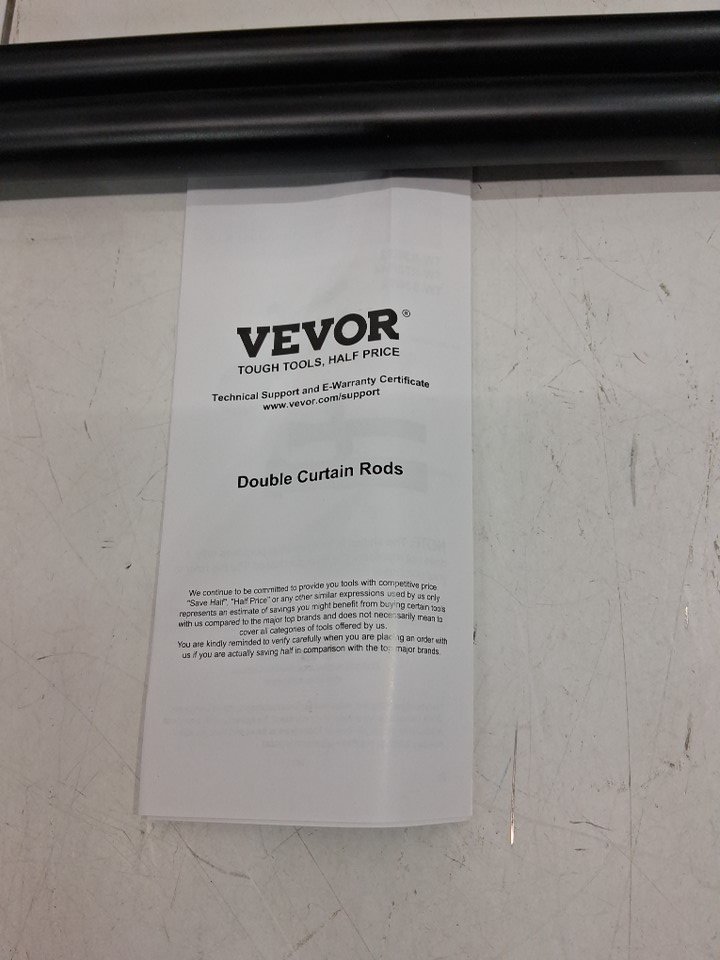 VEVOR®
TOUGH TOOLS, HALF PRICE
Technical Support and E-Warranty Certificate
www.vevor.com/support
Double Curtain Rods
We continue to be committed to provide you tools with competitive price.
"Save Half", "Half Price" or any other similar expressions used by us only
represents an estimate of savings you might benefit from buying certain tools
with us compared to the major top brands and does not necessarily mean to
cover all categories of tools offered by us.
You are kindly reminded to verify carefully when you are placing an order with
us if you are actually saving half in comparison with the top major brands.